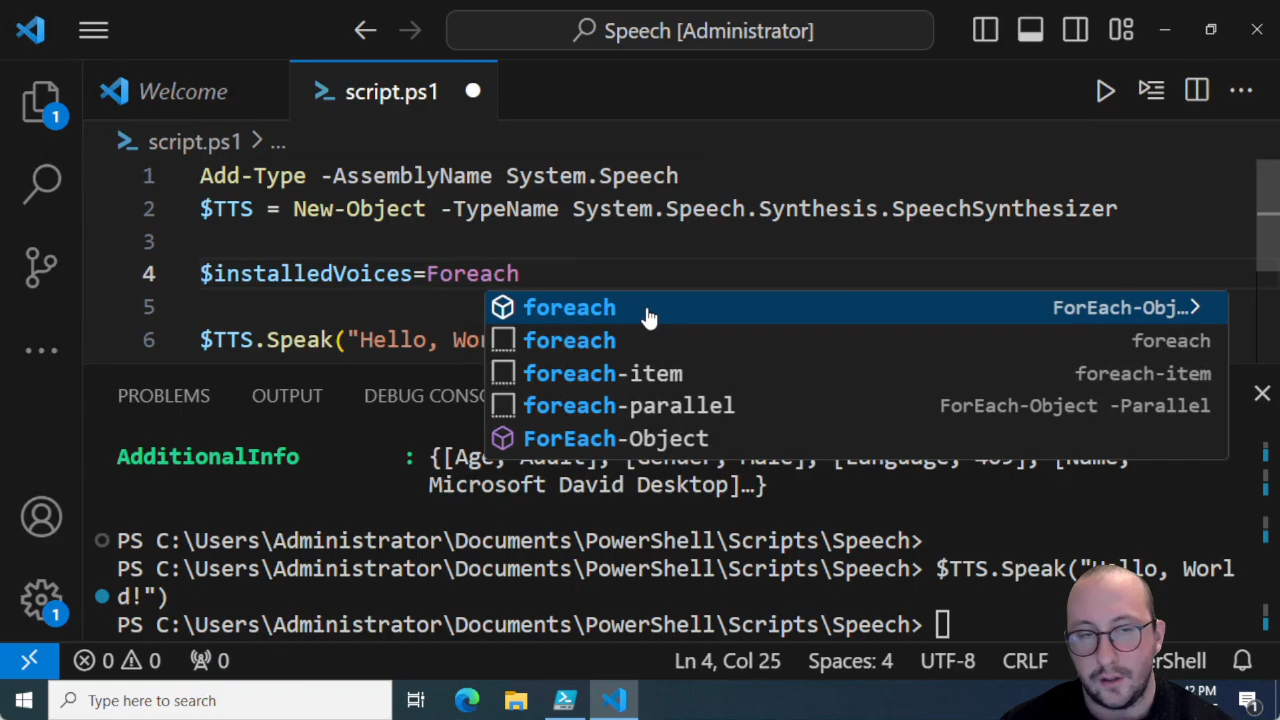 Speech [Administrator]
Welcome
script.ps1
script.ps1 > ...
1 Add-Type -AssemblyName System.Speech
2 $TTS = New-Object -TypeName System.Speech.Synthesis.SpeechSynthesizer
3
4 $installedVoices=Foreach
5
6 $TTS.Speak("Hello, Wor
foreach ForEach-Obj…
foreach foreach
foreach-item foreach-item
foreach-parallel ForEach-Object -Parallel
ForEach-Object
PROBLEMS OUTPUT DEBUG CONSO
AdditionalInfo : {[Age, Adult], [Gender, Male], [Language, 409], [Name,
Microsoft David Desktop]…}
PS C:\Users\Administrator\Documents\PowerShell\Scripts\Speech>
PS C:\Users\Administrator\Documents\PowerShell\Scripts\Speech> $TTS.Speak("Hello, Worl
d!")
PS C:\Users\Administrator\Documents\PowerShell\Scripts\Speech>
1
1
0 0 0 Ln 4, Col 25 Spaces: 4 UTF-8 CRLF rShell
Type here to search
PM
1